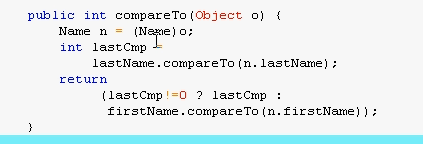 public int compareTo(Object o) {
Name n = (Name)o;
int lastCmp =
lastName.compareTo(n.lastName);
return
(lastCmp!=0 ? lastCmp :
firstName.compareTo(n.firstName));
}